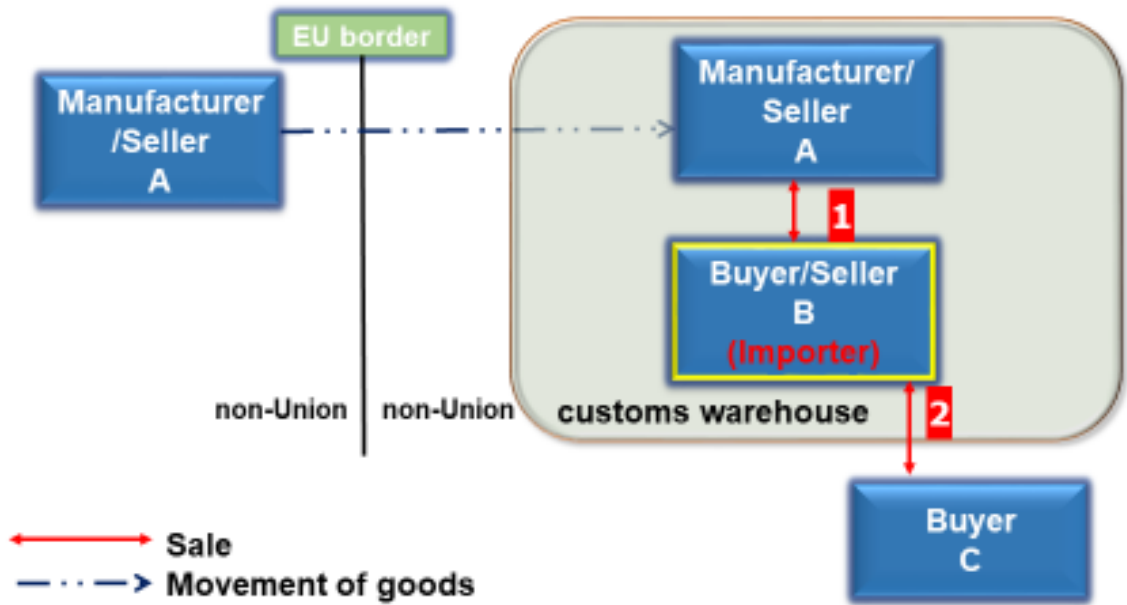 EU border
Manufacturer
/Seller
A
Manufacturer/
Seller
A
1
Buyer/Seller
B
(Importer)
non-Union
non-Union
customs warehouse
2
Buyer
C
Sale
Movement of goods